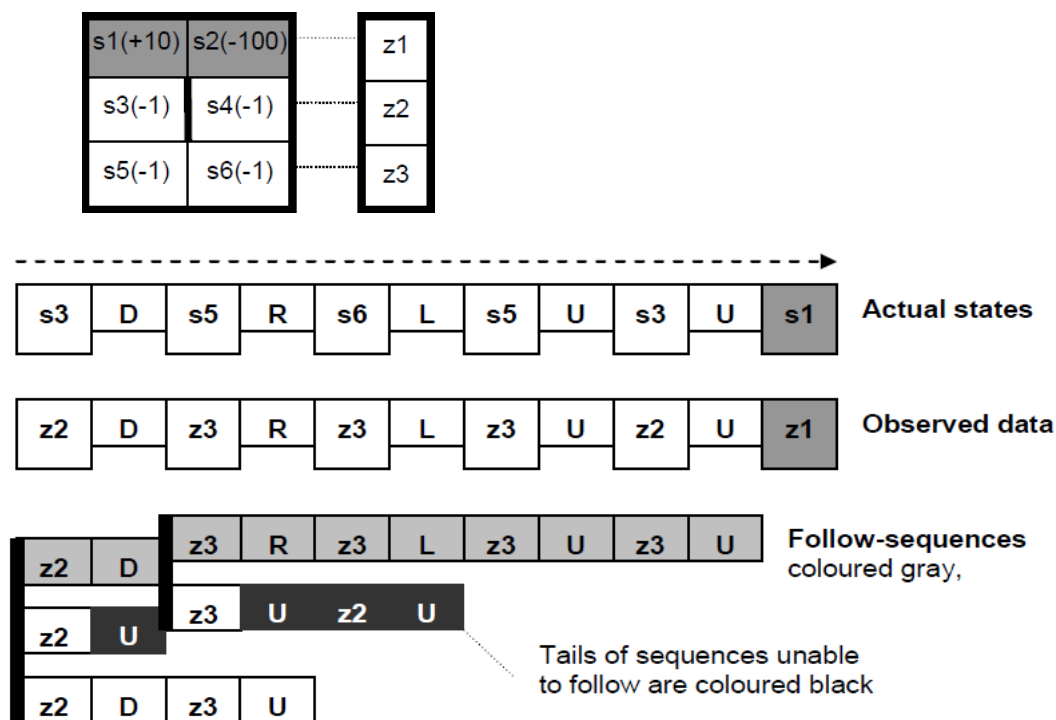 s1(+10) s2(-100) z1
s3(-1) s4(-1) z2
s5(-1) s6(-1) z3
s3 D s5 R s6 L s5 U s3 U s1 Actual states
z2 D z3 R z3 L z3 U z2 U z1 Observed data
z3 R z3 L z3 U z3 U Follow-sequences
z2 D coloured gray,
z3 U z2 U
z2 U
Tails of sequences unable
to follow are coloured black
z2 D z3 U